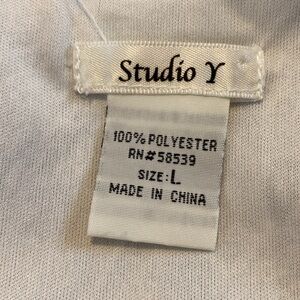 Studio Y
100% POLYESTER
RN#58539
SIZE: L
MADE IN CHINA